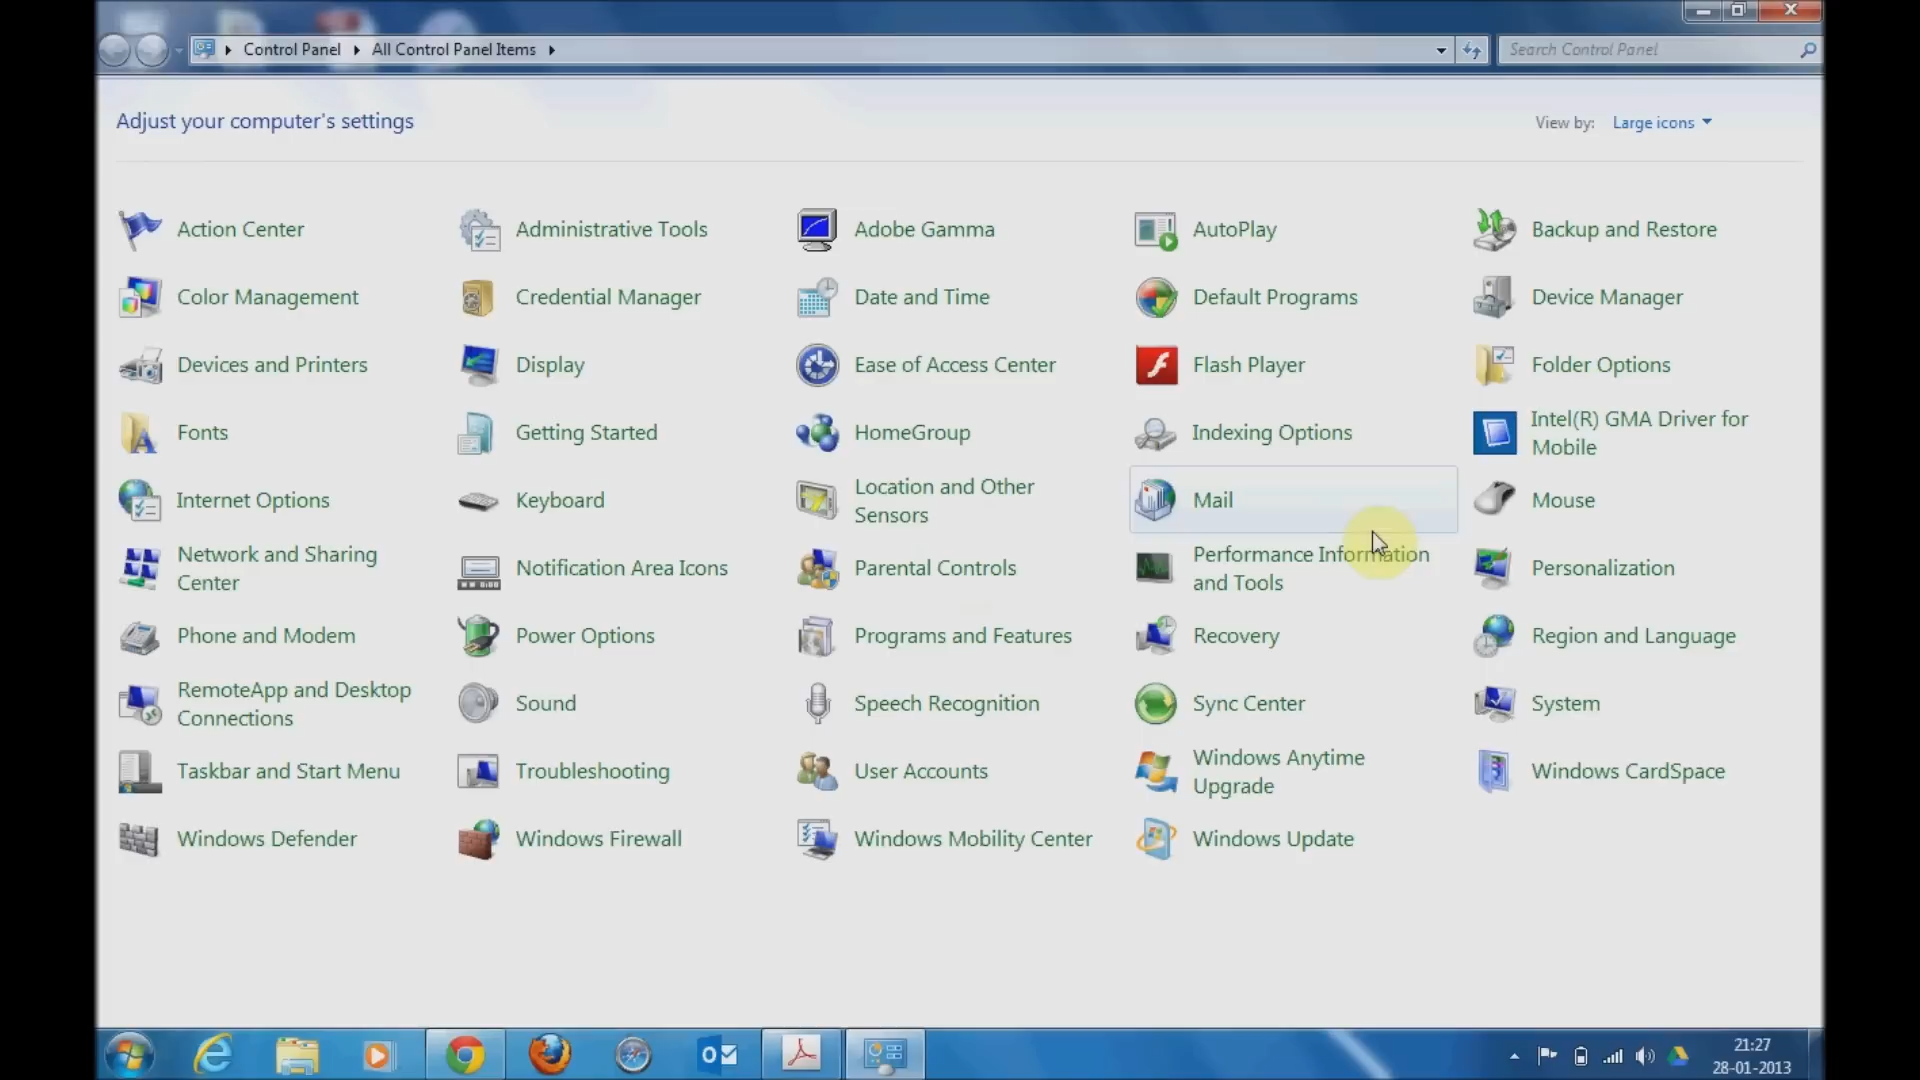 Control Panel All Control Panel Items
Search Control Panel
Adjust your computer's settings
View by: Large icons
Action Center
Administrative Tools
Adobe Gamma
AutoPlay
Backup and Restore
Color Management
Credential Manager
Date and Time
Default Programs
Device Manager
Devices and Printers
Display
Ease of Access Center
Flash Player
Folder Options
Fonts
Getting Started
HomeGroup
Indexing Options
Intel(R) GMA Driver for
Mobile
Internet Options
Keyboard
Location and Other
Sensors
Mail
Mouse
Network and Sharing
Center
Notification Area Icons
Parental Controls
Performance Information
and Tools
Personalization
Phone and Modem
Power Options
Programs and Features
Recovery
Region and Language
RemoteApp and Desktop
Connections
Sound
Speech Recognition
Sync Center
System
Taskbar and Start Menu
Troubleshooting
User Accounts
Windows Anytime
Upgrade
Windows CardSpace
Windows Defender
Windows Firewall
Windows Mobility Center
Windows Update
21:27
28-01-2013